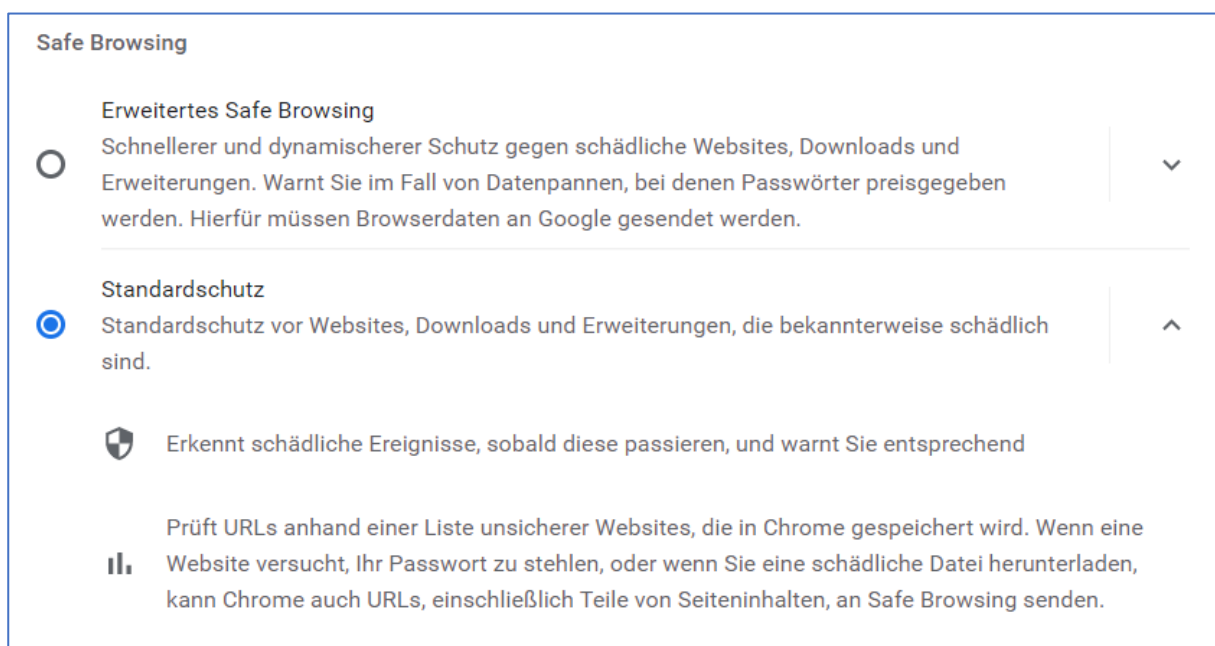 Safe Browsing
Erweitertes Safe Browsing
Schnellerer und dynamischerer Schutz gegen schädliche Websites, Downloads und
Erweiterungen. Warnt Sie im Fall von Datenpannen, bei denen Passwörter preisgegeben
werden. Hierfür müssen Browserdaten an Google gesendet werden.
Standardschutz
Standardschutz vor Websites, Downloads und Erweiterungen, die bekannterweise schädlich
sind.
Erkennt schädliche Ereignisse, sobald diese passieren, und warnt Sie entsprechend
Prüft URLs anhand einer Liste unsicherer Websites, die in Chrome gespeichert wird. Wenn eine
Website versucht, Ihr Passwort zu stehlen, oder wenn Sie eine schädliche Datei herunterladen,
kann Chrome auch URLs, einschließlich Teile von Seiteninhalten, an Safe Browsing senden.